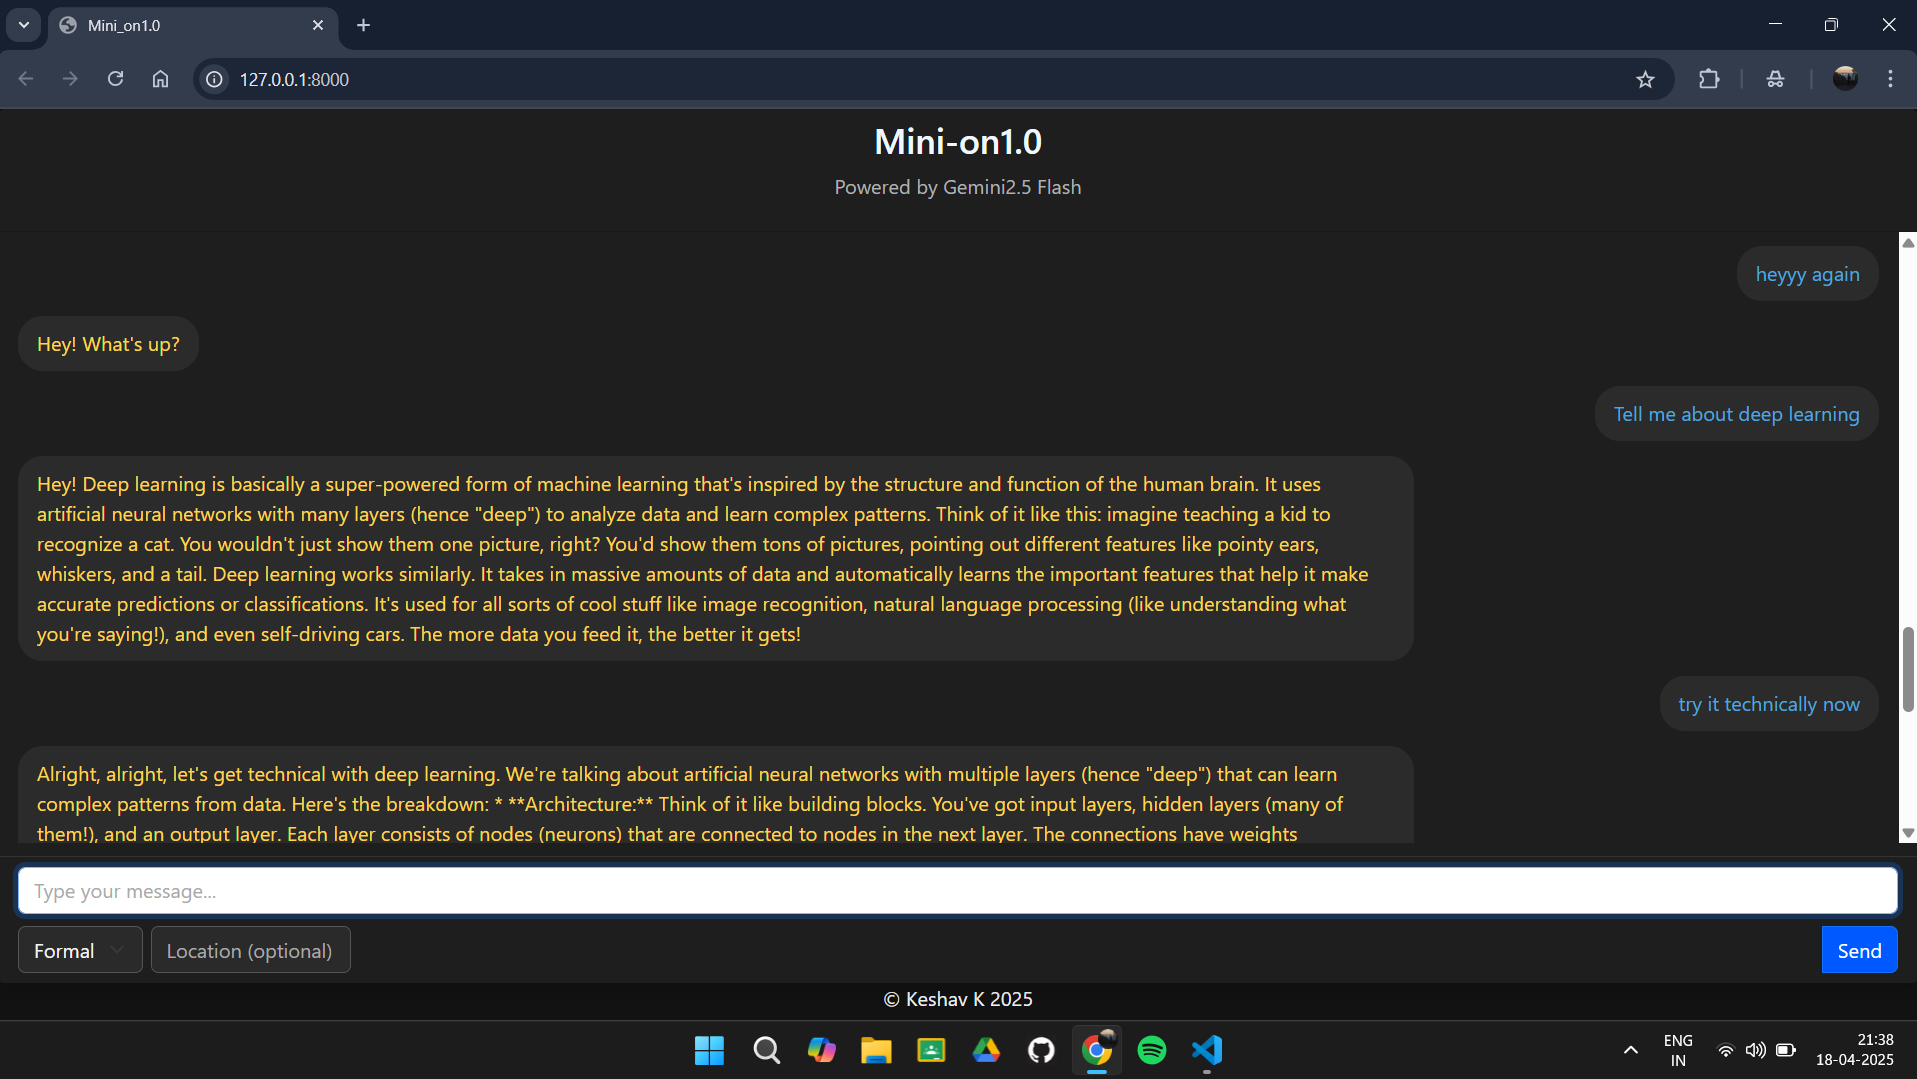 Mini_on1.0
127.0.0.1:8000
Mini-on1.0
Powered by Gemini2.5 Flash
heyyy again
Hey! What's up?
Tell me about deep learning
Hey! Deep learning is basically a super-powered form of machine learning that's inspired by the structure and function of the human brain. It uses
artificial neural networks with many layers (hence "deep") to analyze data and learn complex patterns. Think of it like this: imagine teaching a kid to
recognize a cat. You wouldn't just show them one picture, right? You'd show them tons of pictures, pointing out different features like pointy ears,
whiskers, and a tail. Deep learning works similarly. It takes in massive amounts of data and automatically learns the important features that help it make
accurate predictions or classifications. It's used for all sorts of cool stuff like image recognition, natural language processing (like understanding what
you're saying!), and even self-driving cars. The more data you feed it, the better it gets!
try it technically now
Alright, alright, let's get technical with deep learning. We're talking about artificial neural networks with multiple layers (hence "deep") that can learn
complex patterns from data. Here's the breakdown: * **Architecture:** Think of it like building blocks. You've got input layers, hidden layers (many of
them!), and an output layer. Each layer consists of nodes (neurons) that are connected to nodes in the next layer. The connections have weights
Type your message...
Formal
Location (optional)
Send
© Keshav K 2025
ENG
IN
21:38
18-04-2025